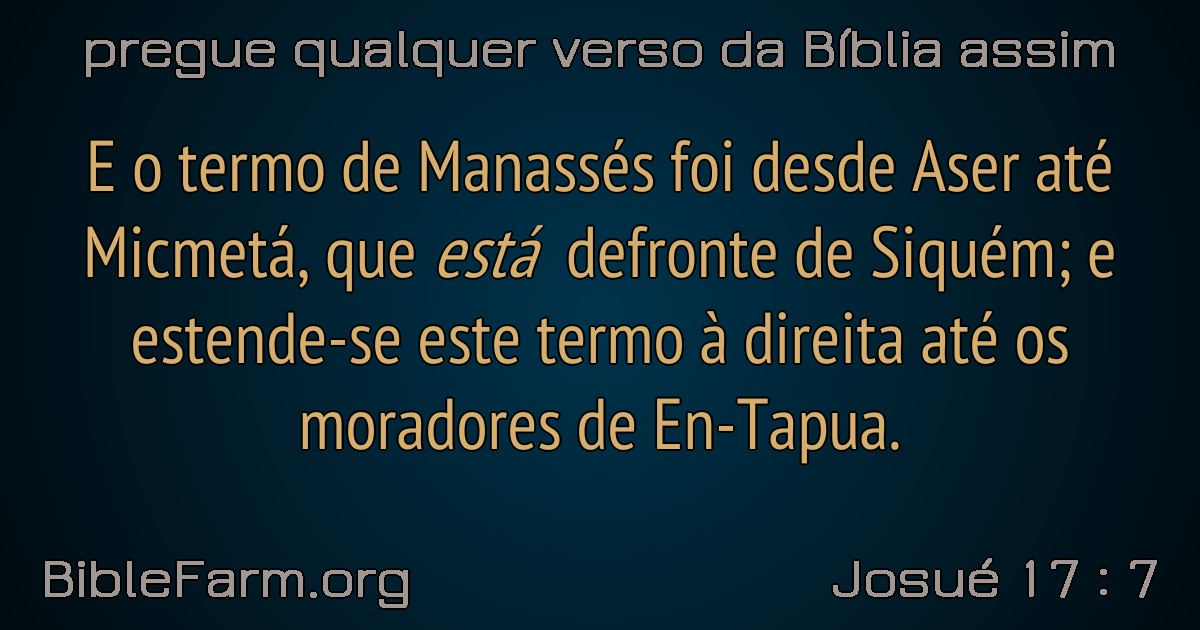 pregue qualquer verso da Bíblia assim
E o termo de Manassés foi desde Aser até
Micmetá, que está defronte de Siquém; e
estende-se este termo à direita até os
moradores de En-Tapua.
BibleFarm.org
Josué 17 : 7